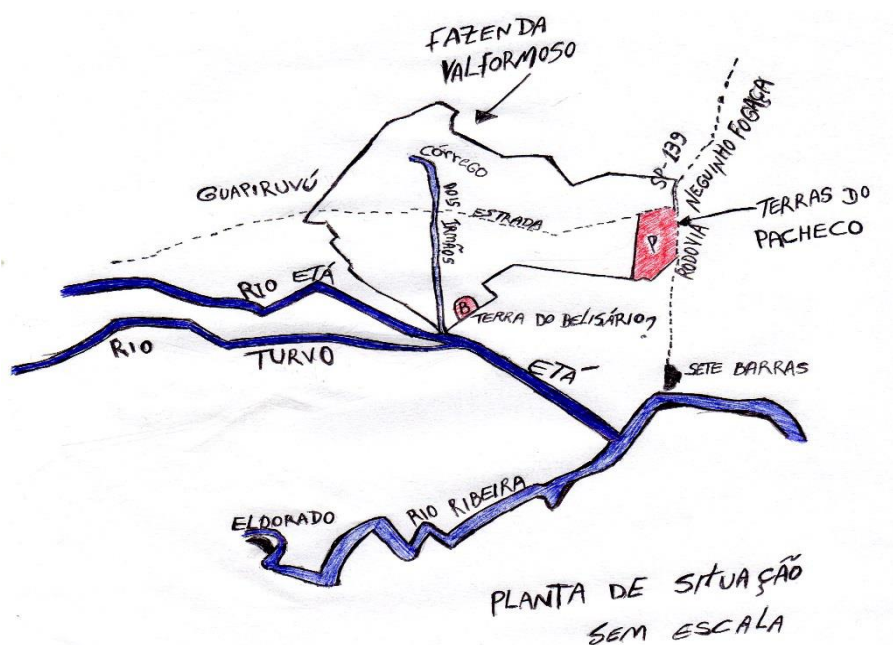 FAZENDA
VALFORMOSO
CÓRREGO
DOIS IRMÃOS
GUAPIRUVÚ
ESTRADA
SP-139
RODOVIA NEGUINHO FOGAÇA
P
TERRAS DO
PACHECO
RIO ETÁ
B
TERRA DO BELISÁRIO
RIO TURVO
ETÁ
SETE BARRAS
RIO RIBEIRA
ELDORADO
PLANTA DE SITUAÇÃO
SEM ESCALA